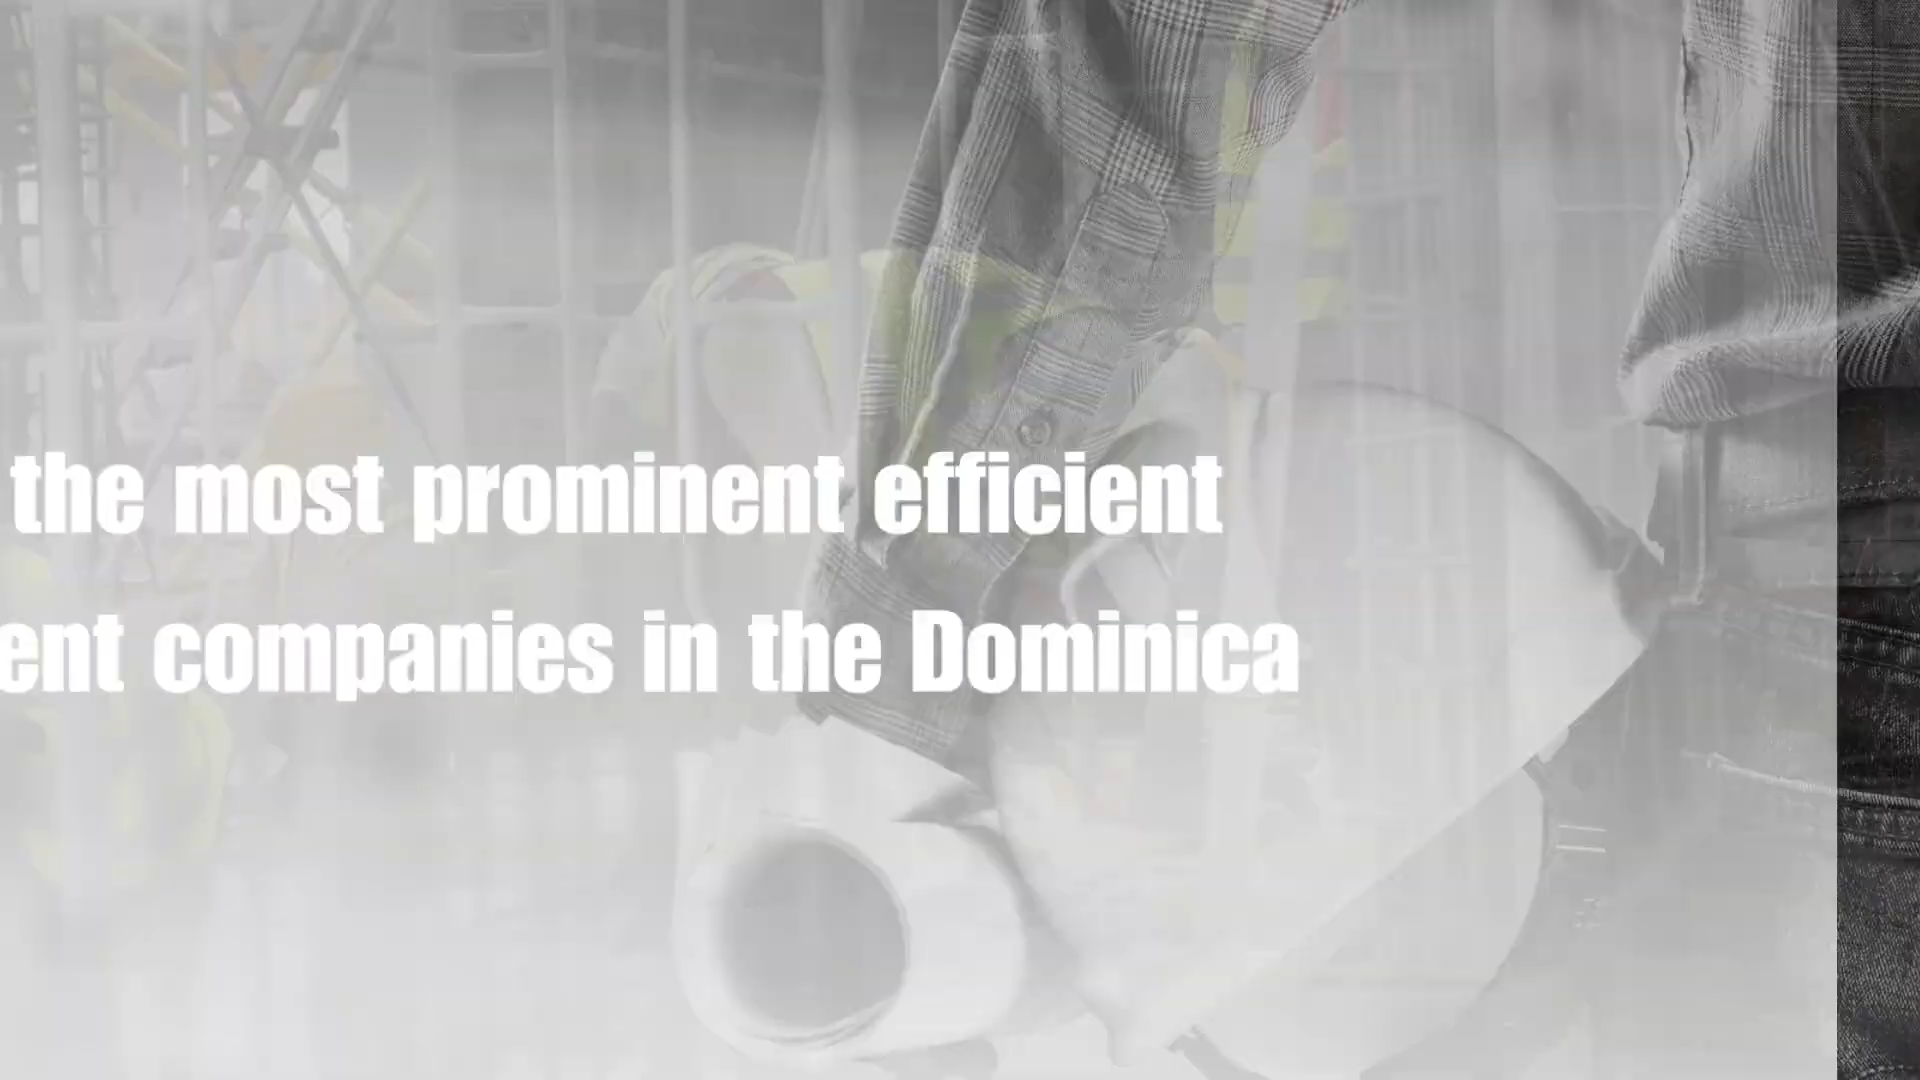 the most prominent efficient
ent companies in the Dominica